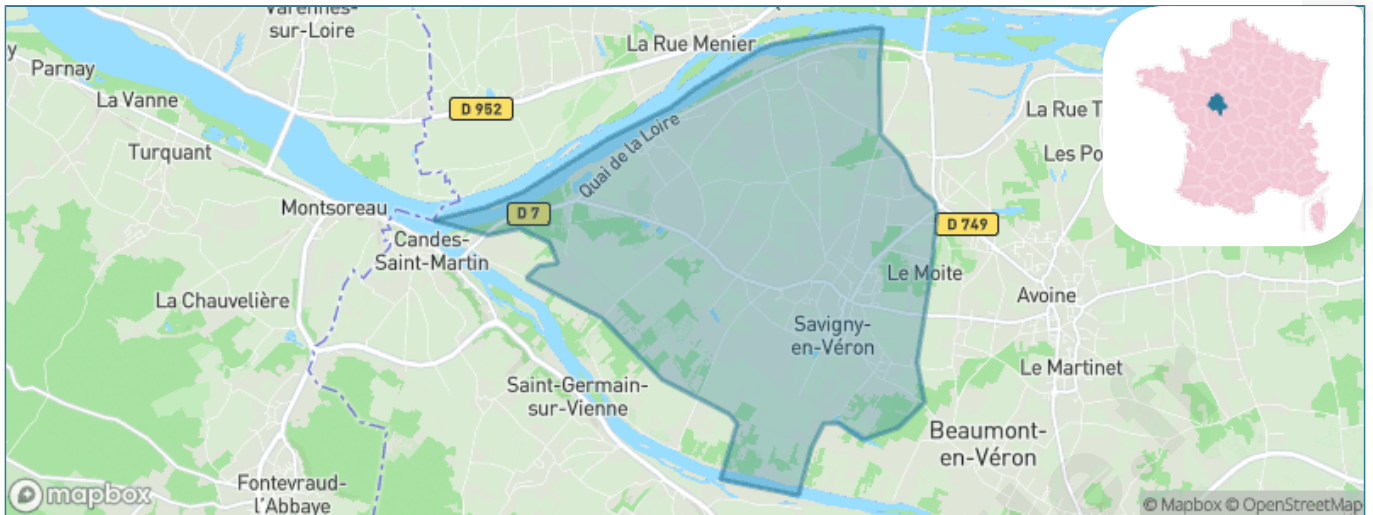 Varennes-
sur-Loire
La Rue Menier
y
Parnay
La Vanne
D 952
La Rue T
Turquant
Quai de la Loire
Les Po
Montsoreau
D 7
D 749
Candes-
Saint-Martin
Le Moite
La Chauvelière
Avoine
Savigny-
en-Véron
Le Martinet
Saint-Germain-
sur-Vienne
Beaumont-
en-Véron
Fontevraud-
l'Abbaye
mapbox
© Mapbox © OpenStreetMap